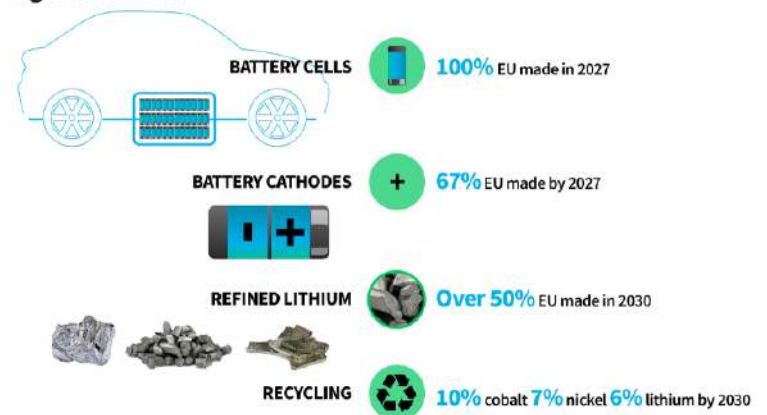 BATTERY CELLS 100% EU made in 2027
BATTERY CATHODES + 67% EU made by 2027
- +
REFINED LITHIUM Over 50% EU made in 2030
RECYCLING 10% cobalt 7% nickel 6% lithium by 2030